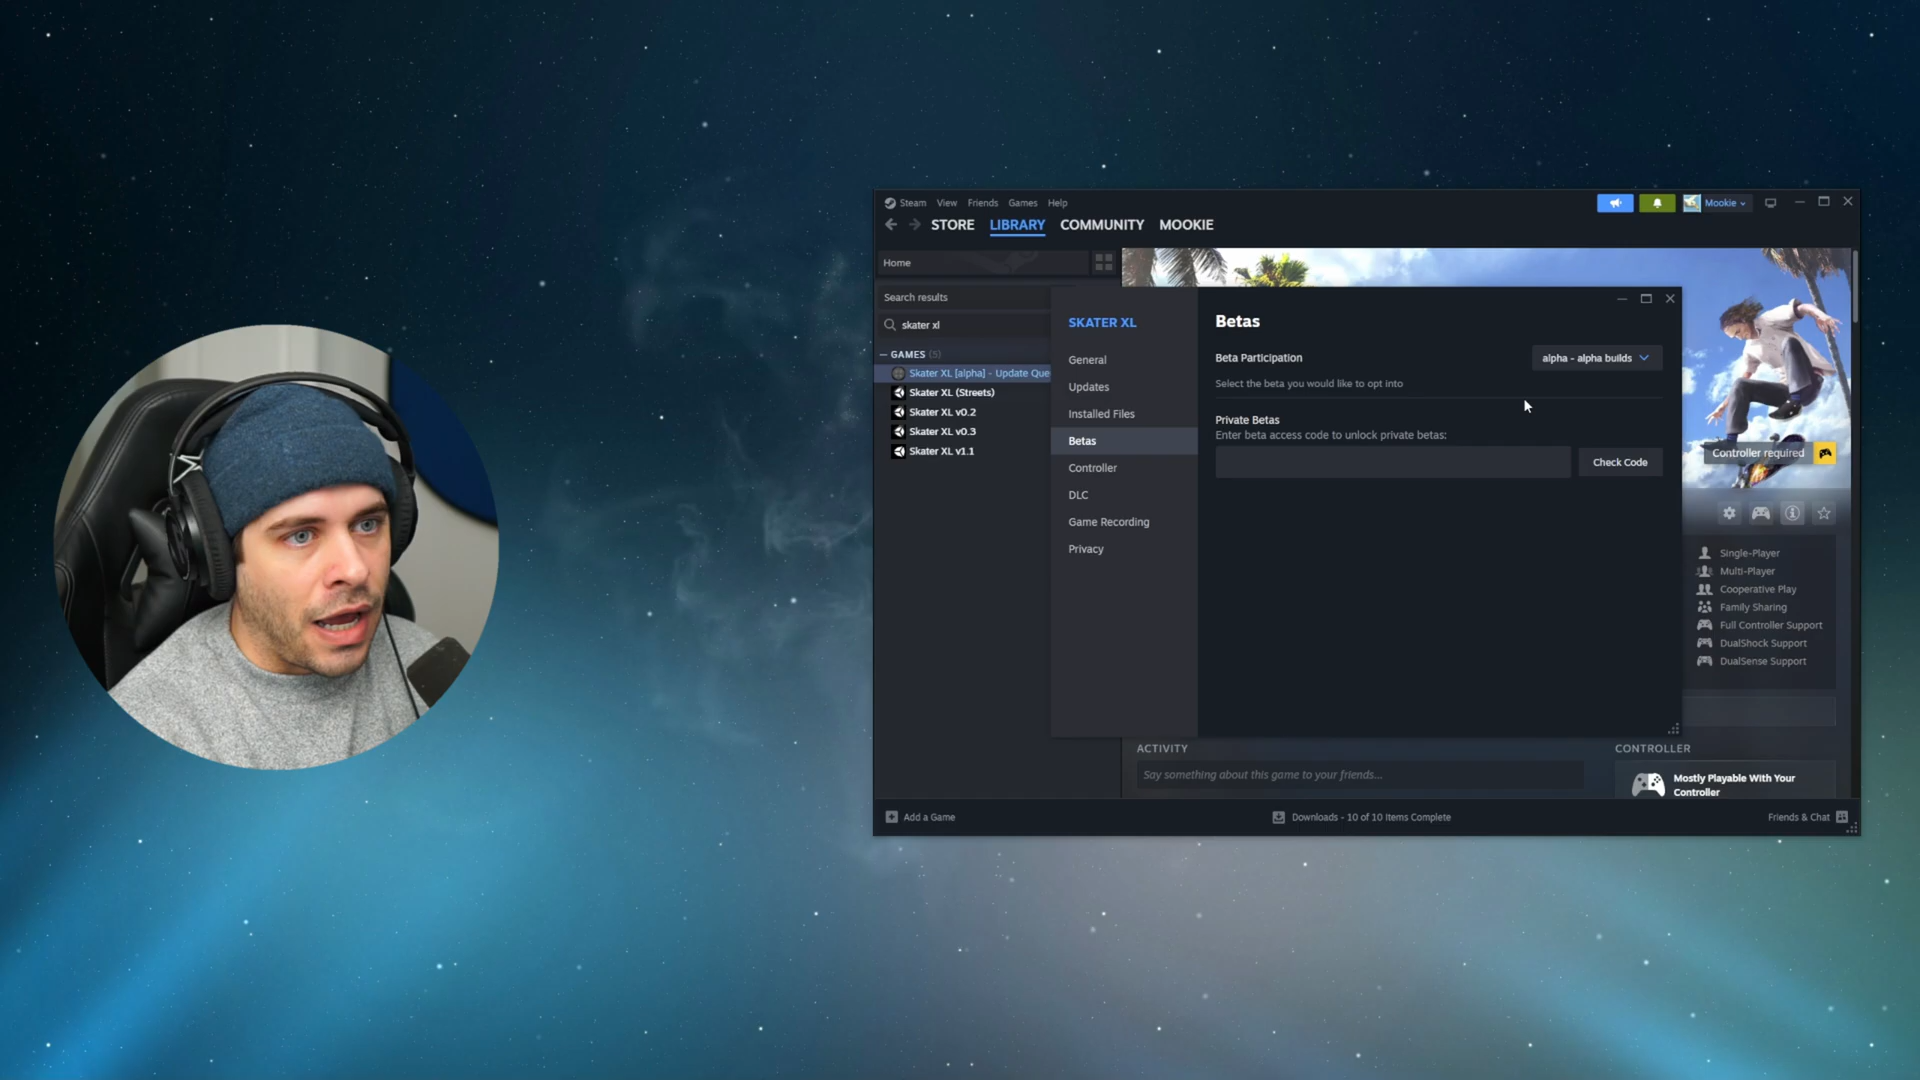 Steam View Friends Games Help
Mookie
STORE LIBRARY COMMUNITY MOOKIE
Home
Search results
skater xl
GAMES (5)
Skater XL [alpha] - Update Que
Skater XL (Streets)
Skater XL v0.2
Skater XL v0.3
Skater XL v1.1
SKATER XL
General
Updates
Installed Files
Betas
Controller
DLC
Game Recording
Privacy
Betas
Beta Participation
alpha - alpha builds
Select the beta you would like to opt into
Private Betas
Enter beta access code to unlock private betas:
Check Code
Controller required
Single-Player
Multi-Player
Cooperative Play
Family Sharing
Full Controller Support
DualShock Support
DualSense Support
ACTIVITY
Say something about this game to your friends...
CONTROLLER
Mostly Playable With Your
Controller
Add a Game
Downloads - 10 of 10 Items Complete
Friends & Chat